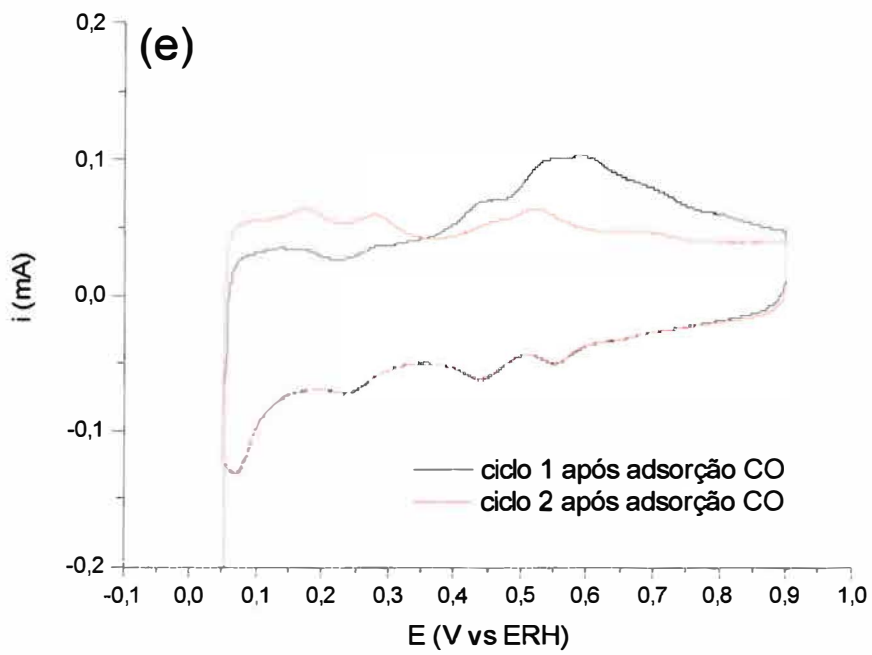 (e)
0,2
0,1
0,0
-0,1
-0,2
i (mA)
ciclo 1 após adsorção CO
ciclo 2 após adsorção CO
-0,1 0,0 0,1 0,2 0,3 0,4 0,5 0,6 0,7 0,8 0,9 1,0
E (V vs ERH)